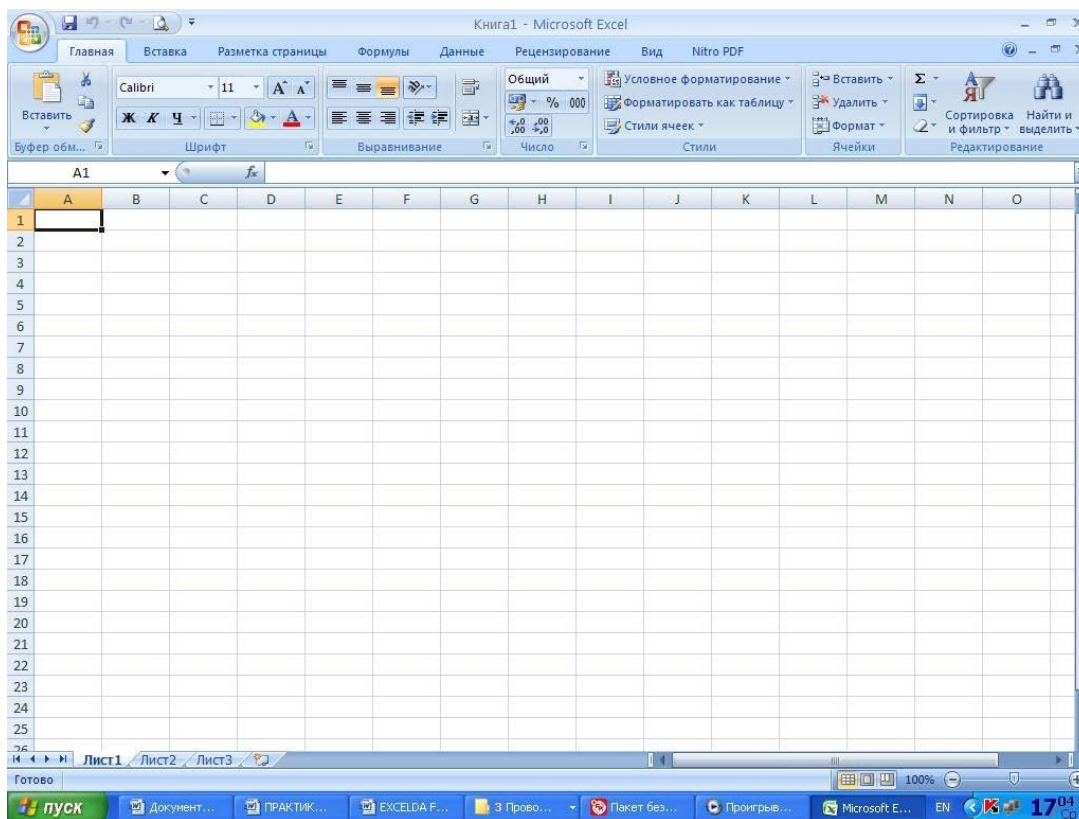 Книга1 - Microsoft Excel
Главная Вставка Разметка страницы Формулы Данные Рецензирование Вид Nitro PDF
Вставить
Буфер обм...
Calibri 11
Ж К Ч
Шрифт
Выравнивание
Общий
% 000
Число
Условное форматирование
Форматировать как таблицу
Стили ячеек
Стили
Вставить
Удалить
Формат
Ячейки
Σ
Сортировка и фильтр
Найти и выделить
Редактирование
A1 fx
A B C D E F G H I J K L M N O
1
2
3
4
5
6
7
8
9
10
11
12
13
14
15
16
17
18
19
20
21
22
23
24
25
26
Лист1 Лист2 Лист3
Готово 100%
пуск Документ... ПРАКТИК... EXCELDA F... 3 Прово... Пакет без... Проигрыв... Microsoft E... EN 17 04 Ср